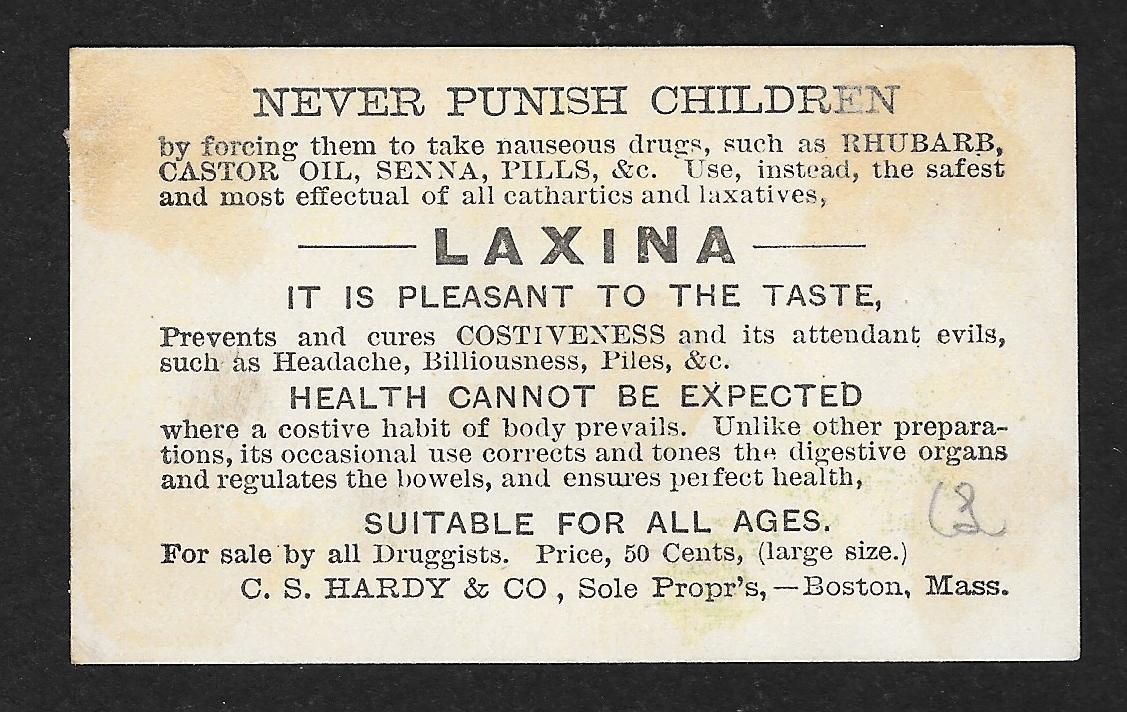 NEVER PUNISH CHILDREN
by forcing them to take nauseous drugs, such as RHUBARB,
CASTOR OIL, SENNA, PILLS, &c. Use, instead, the safest
and most effectual of all cathartics and laxatives,
LAXINA
IT IS PLEASANT TO THE TASTE,
Prevents and cures COSTIVENESS and its attendant evils,
such as Headache, Billiousness, Piles, &c.
HEALTH CANNOT BE EXPECTED
where a costive habit of body prevails. Unlike other prepara-
tions, its occasional use corrects and tones the digestive organs
and regulates the bowels, and ensures perfect health,
SUITABLE FOR ALL AGES.
For sale by all Druggists. Price, 50 Cents, (large size.)
C. S. HARDY & CO, Sole Propr's,—Boston, Mass.